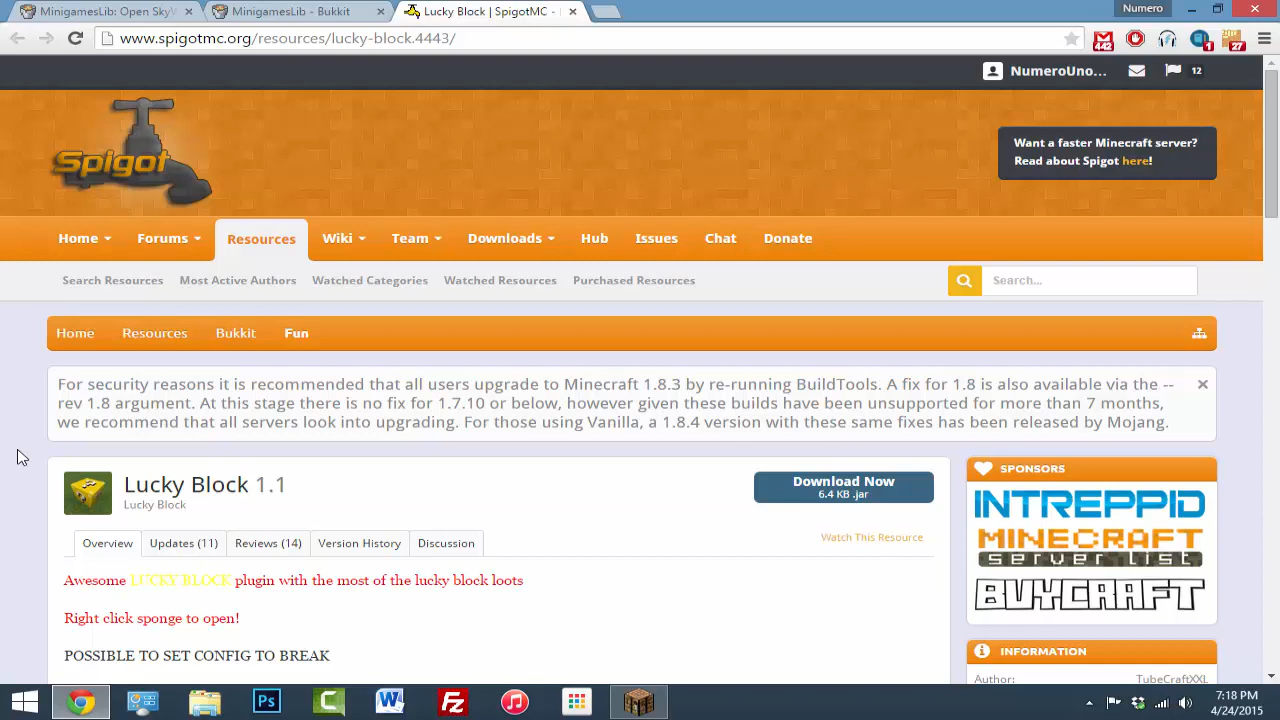 MinigamesLib: Open SkyW
MinigamesLib - Bukkit
Lucky Block | SpigotMC -
Numero
www.spigotmc.org/resources/lucky-block.4443/
442
1
27
NumeroUno...
12
Spigot
Want a faster Minecraft server?
Read about Spigot here!
Home
Forums
Resources
Wiki
Team
Downloads
Hub
Issues
Chat
Donate
Search Resources
Most Active Authors
Watched Categories
Watched Resources
Purchased Resources
Search...
Home
Resources
Bukkit
Fun
For security reasons it is recommended that all users upgrade to Minecraft 1.8.3 by re-running BuildTools. A fix for 1.8 is also available via the --
rev 1.8 argument. At this stage there is no fix for 1.7.10 or below, however given these builds have been unsupported for more than 7 months,
we recommend that all servers look into upgrading. For those using Vanilla, a 1.8.4 version with these same fixes has been released by Mojang.
Lucky Block 1.1
Lucky Block
Download Now
6.4 KB .jar
Overview
Updates (11)
Reviews (14)
Version History
Discussion
Watch This Resource
Awesome LUCKY BLOCK plugin with the most of the lucky block loots
Right click sponge to open!
POSSIBLE TO SET CONFIG TO BREAK
SPONSORS
INTREPPID
MINECRAFT
SERVER LIST
BUYCRAFT
INFORMATION
Author:
TubeCraftXXL
Ps
Fz
7:18 PM
4/24/2015